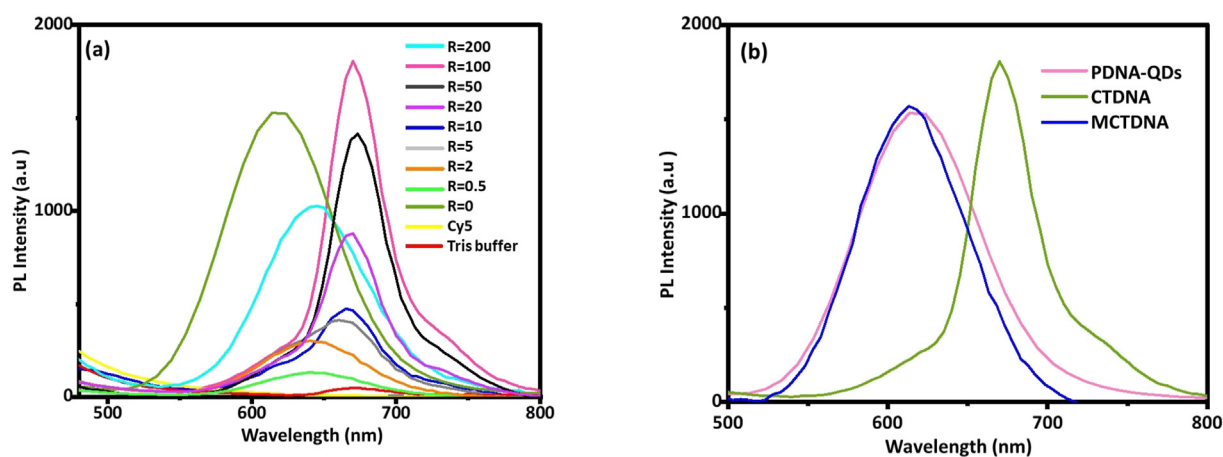 (a)
2000
1000
0
PL Intensity (a.u)
500
600
700
800
Wavelength (nm)
R=200
R=100
R=50
R=20
R=10
R=5
R=2
R=0.5
R=0
Cy5
Tris buffer
(b)
2000
1000
0
PL Intensity (a.u)
500
600
700
800
Wavelength (nm)
PDNA-QDs
CTDNA
MCTDNA